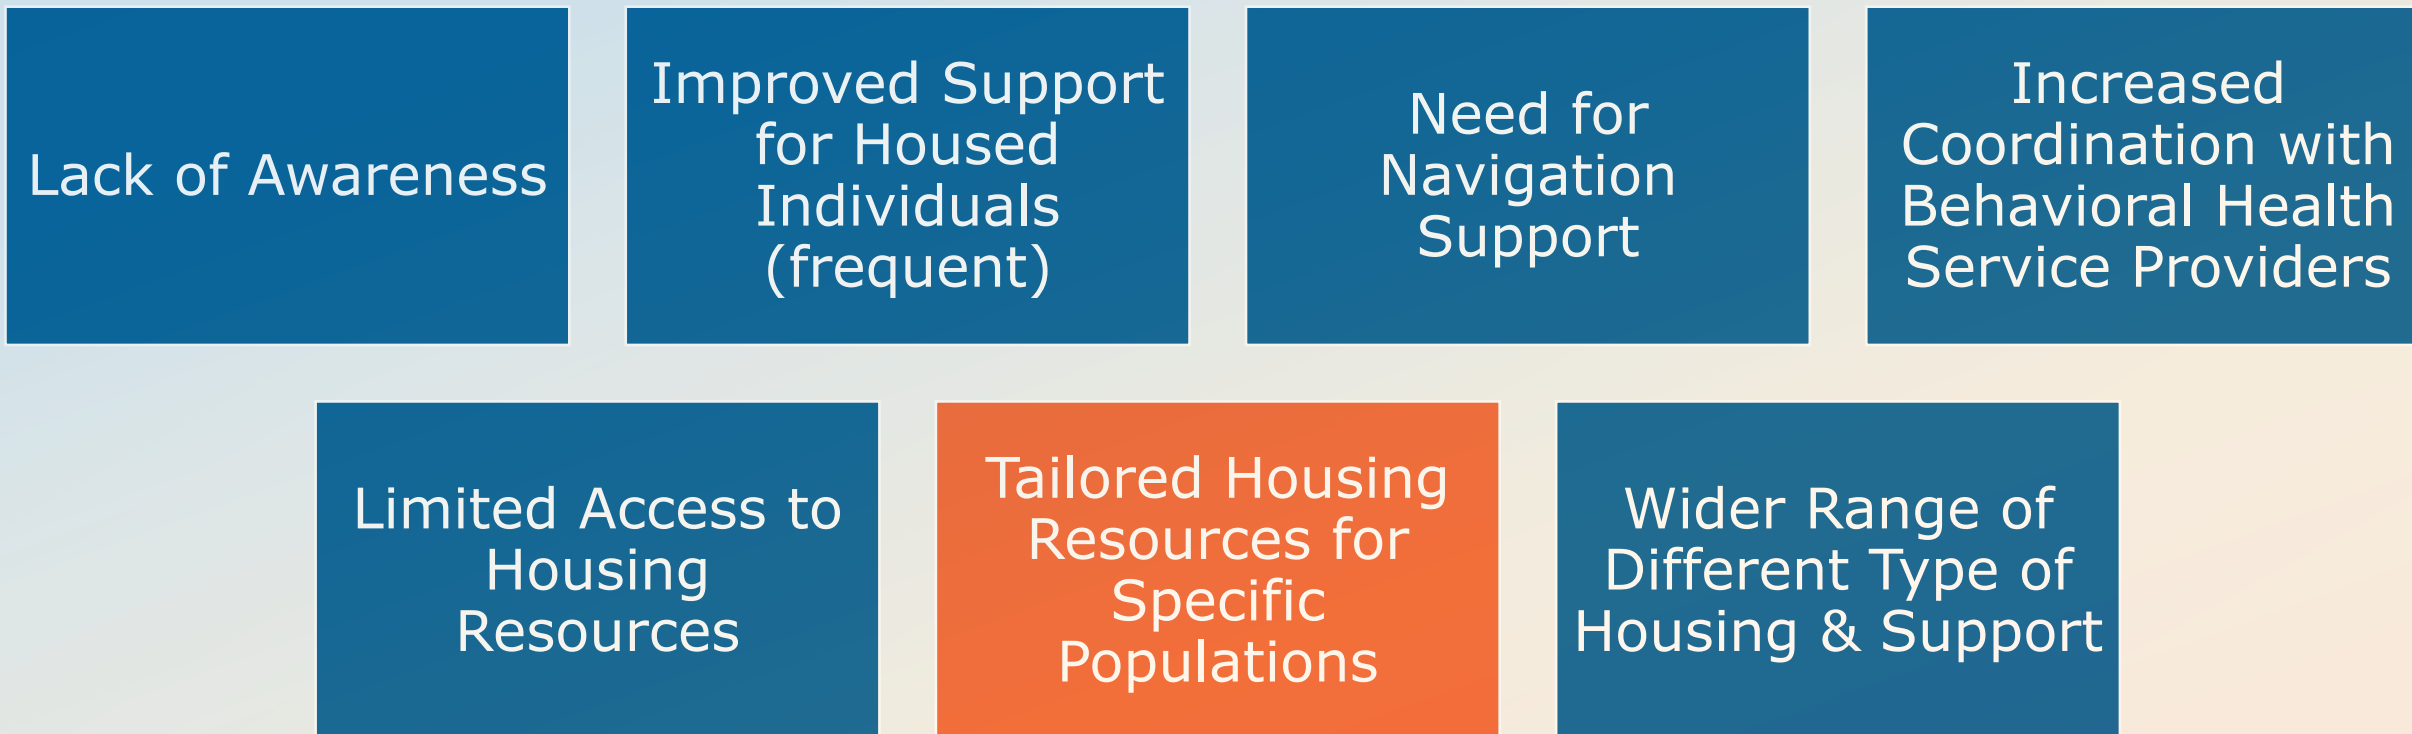 Lack of Awareness
Improved Support
for Housed
Individuals
(frequent)
Need for
Navigation
Support
Increased
Coordination with
Behavioral Health
Service Providers
Limited Access to
Housing
Resources
Tailored Housing
Resources for
Specific
Populations
Wider Range of
Different Type of
Housing & Support